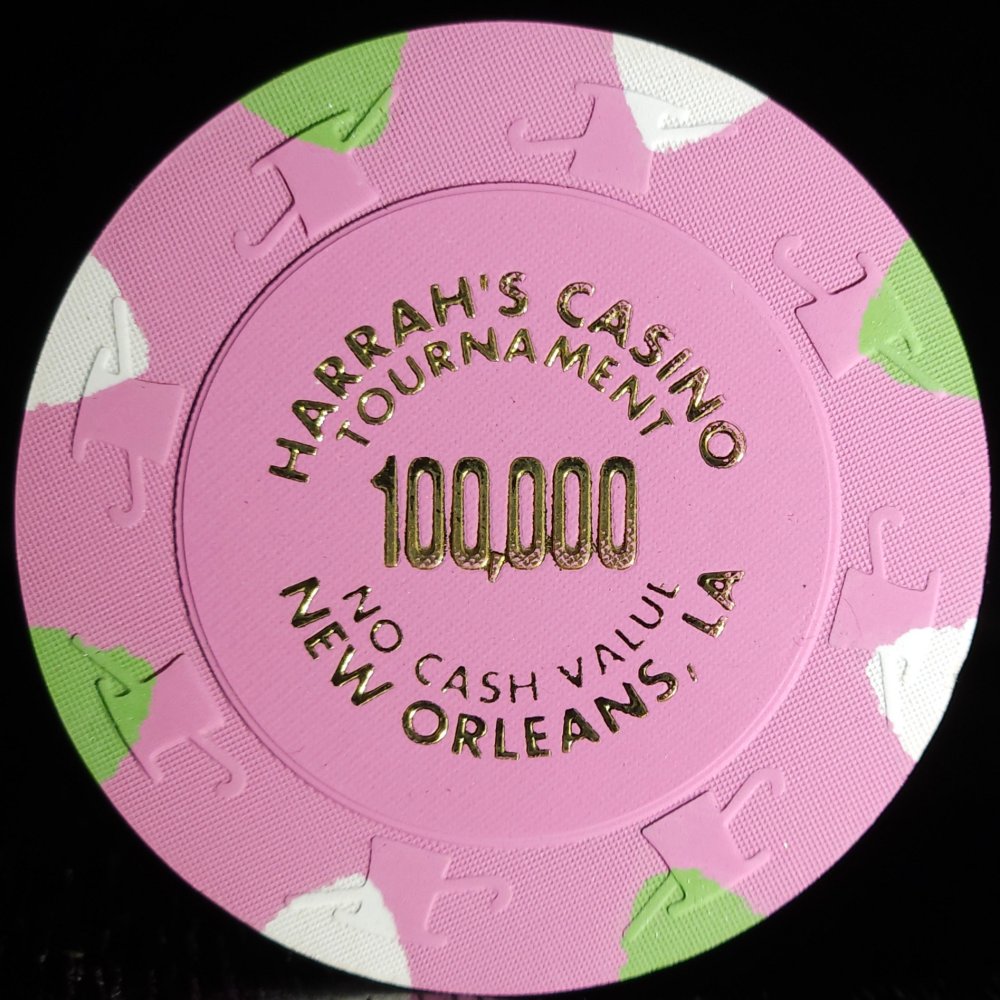 HARRAH'S CASINO
TOURNAMENT
100,000
NO CASH VALUE
NEW ORLEANS, LA